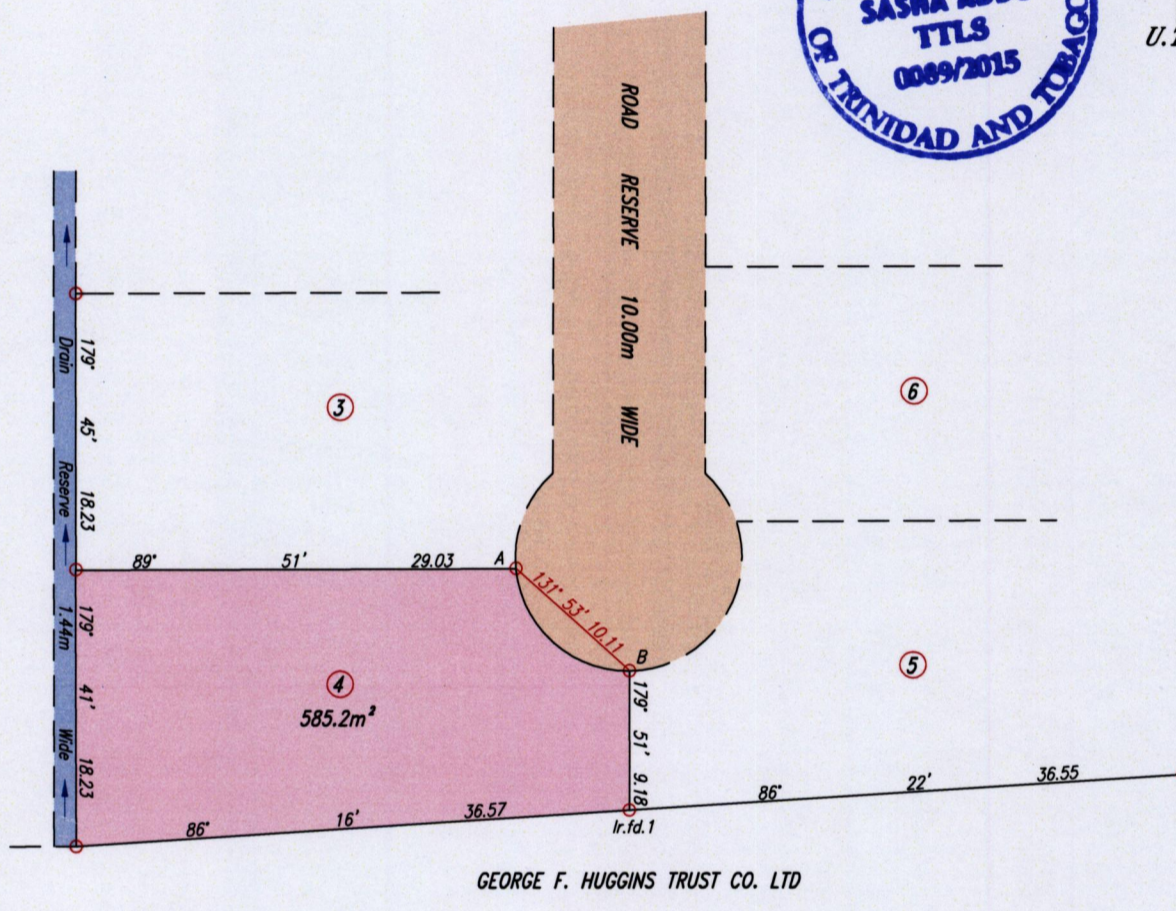 TTLS
0089/2015
OF TRINIDAD AND TOBAGO
ROAD RESERVE 10.00m WIDE
179° 45' 18.23
Drain Reserve 1.44m Wide
3
6
89° 51' 29.03
A
131° 53' 10.11
B
179° 41' 18.23
4
585.2m²
5
179° 51' 9.18
86° 16' 36.57
Ir.fd.1
86° 22' 36.55
GEORGE F. HUGGINS TRUST CO. LTD